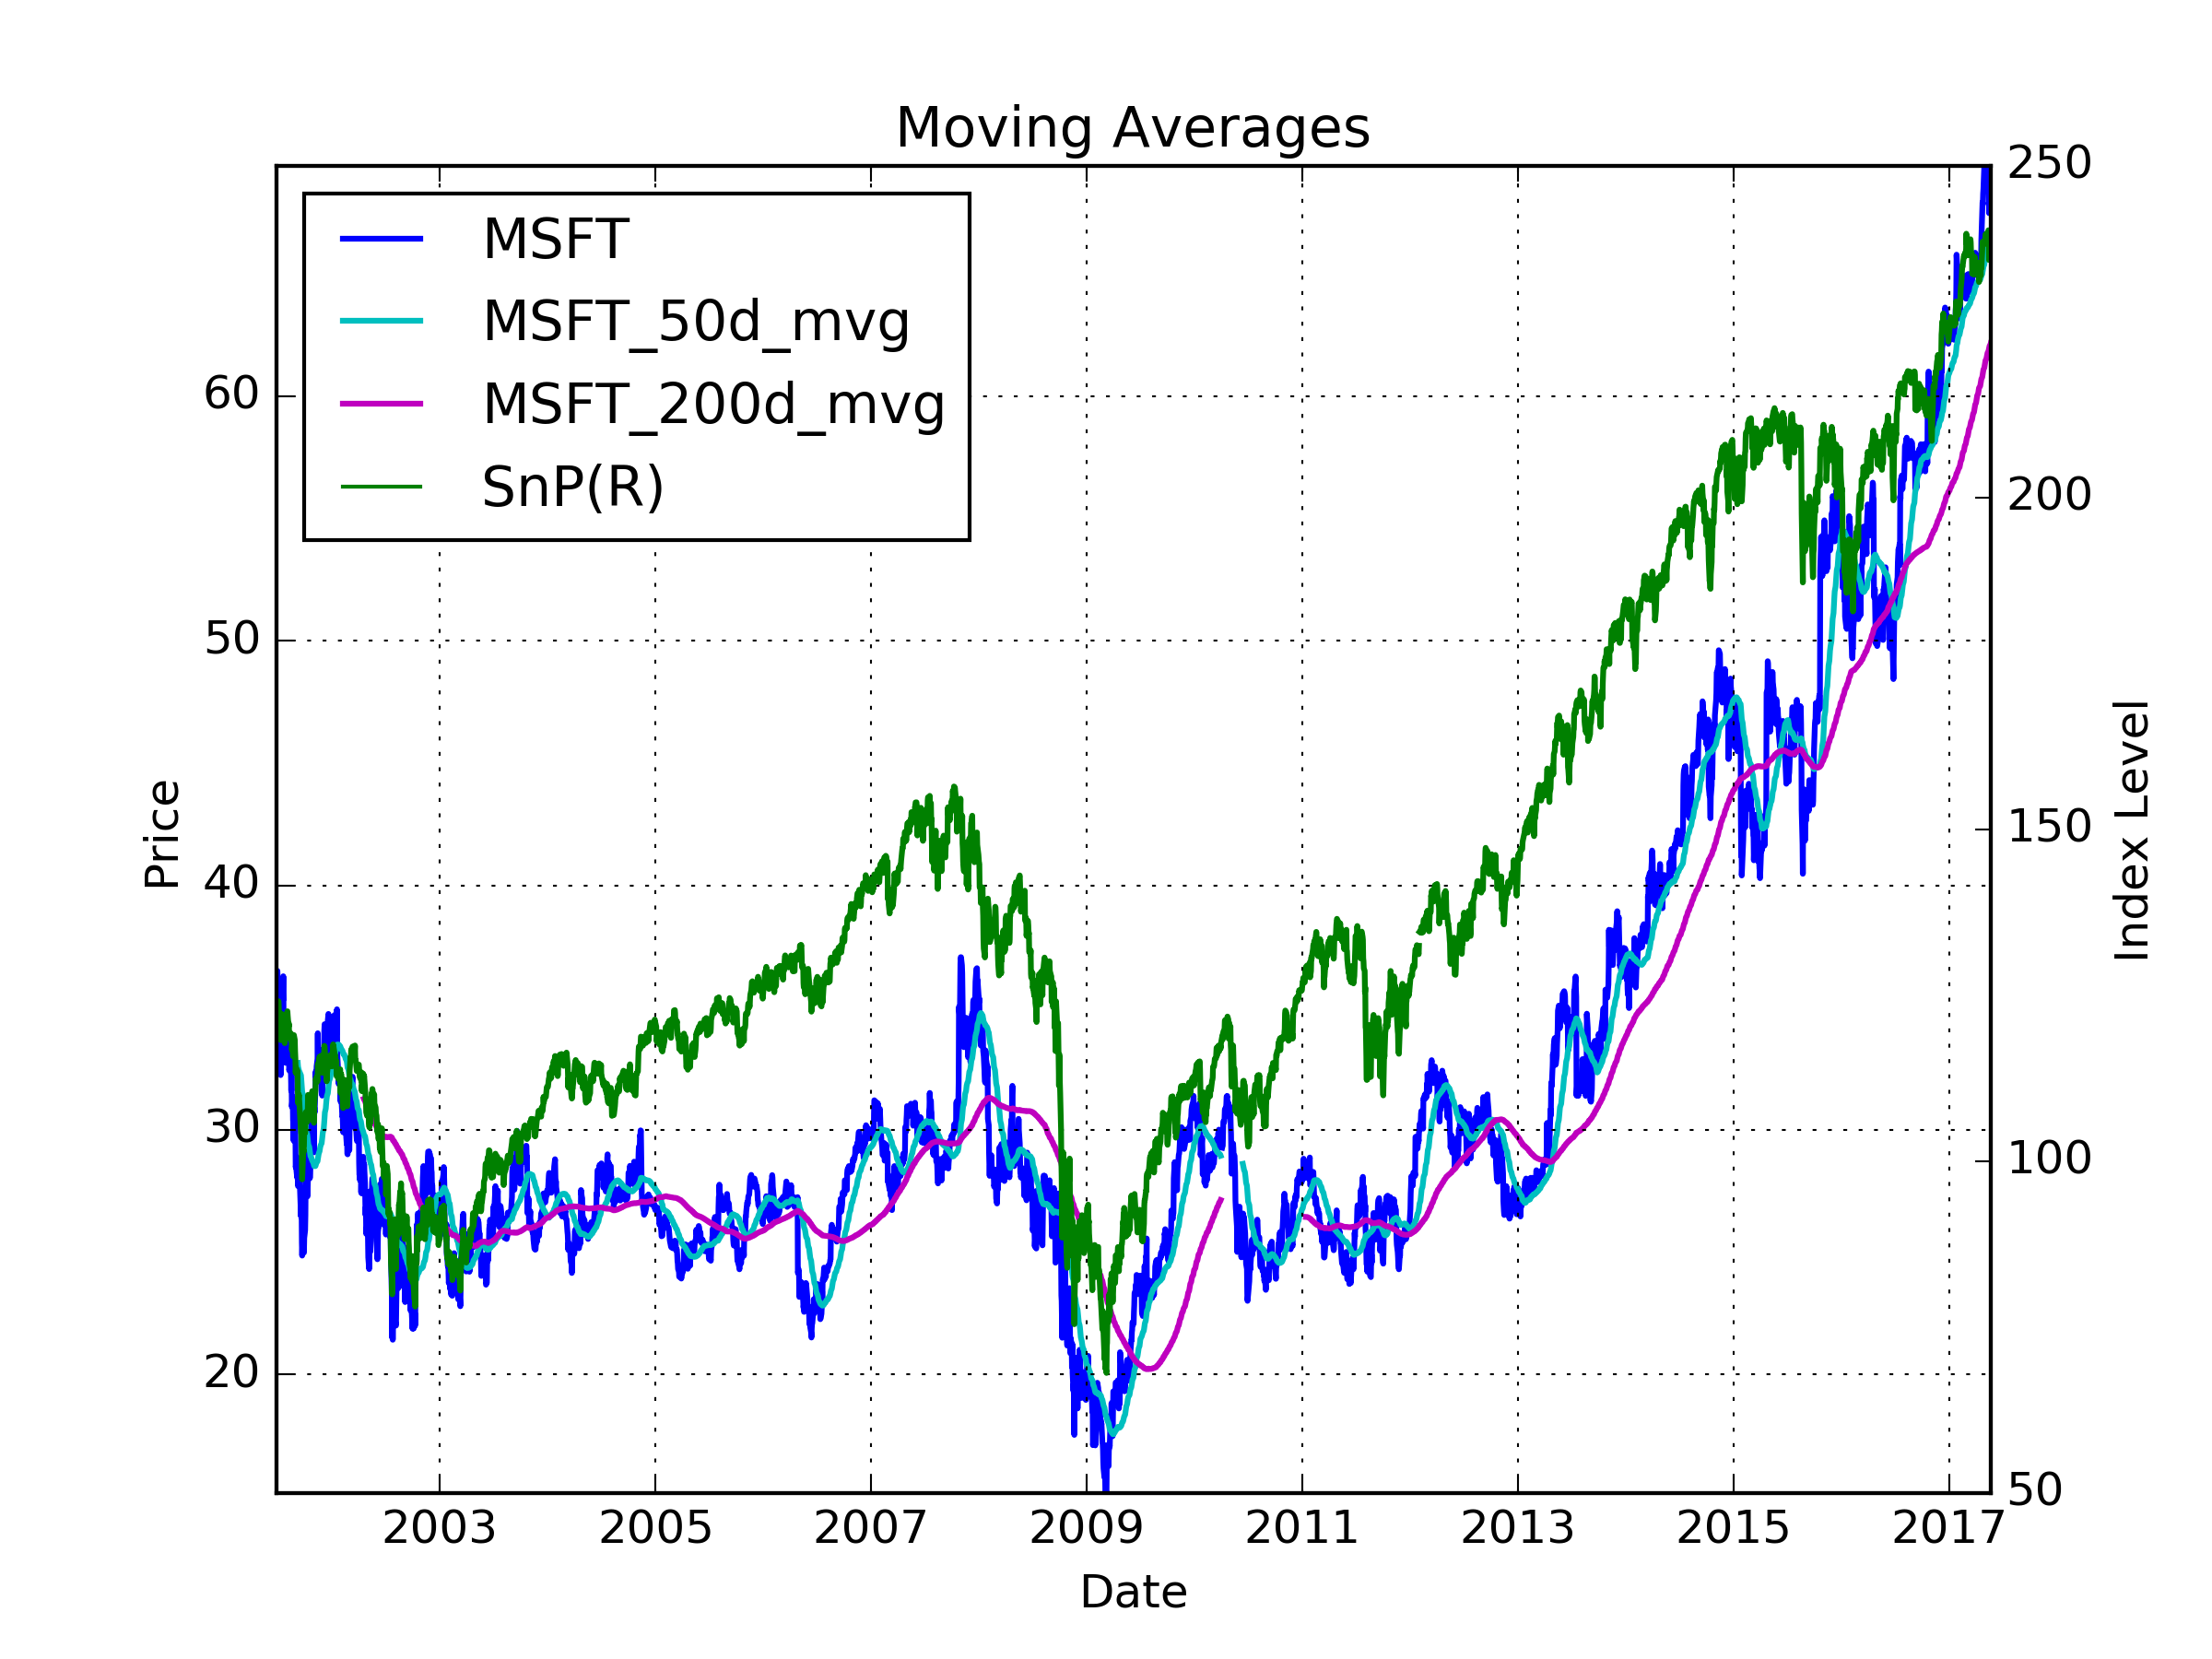 Moving Averages
MSFT
MSFT_50d_mvg
MSFT_200d_mvg
SnP(R)
Price
60
50
40
30
20
250
200
150
100
50
Index Level
2003 2005 2007 2009 2011 2013 2015 2017
Date